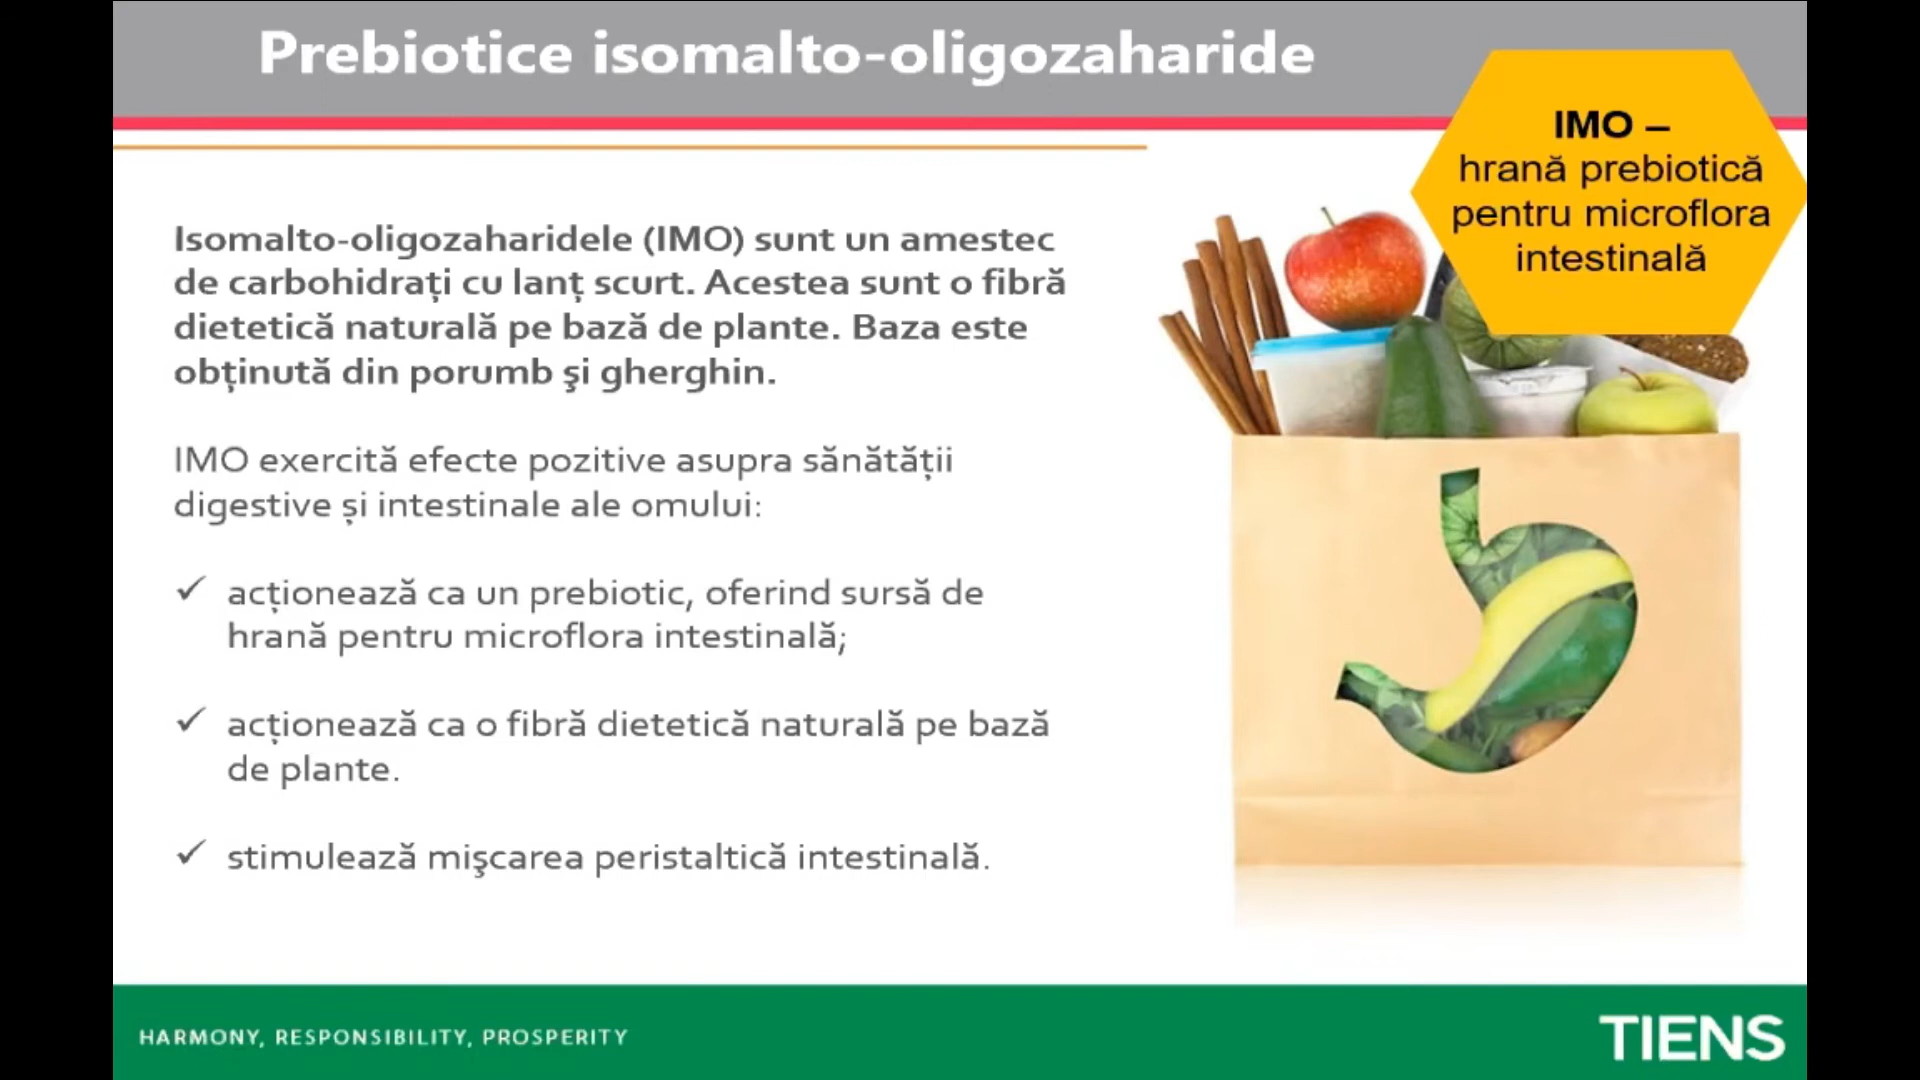 Prebiotice isomalto-oligozaharide
IMO –
hrană prebiotică
pentru microflora
intestinală
Isomalto-oligozaharidele (IMO) sunt un amestec
de carbohidrați cu lanț scurt. Acestea sunt o fibră
dietetică naturală pe bază de plante. Baza este
obținută din porumb şi gherghin.
IMO exercită efecte pozitive asupra sănătății
digestive și intestinale ale omului:
✓ acționează ca un prebiotic, oferind sursă de
hrană pentru microflora intestinală;
✓ acționează ca o fibră dietetică naturală pe bază
de plante.
✓ stimulează mişcarea peristaltică intestinală.
HARMONY, RESPONSIBILITY, PROSPERITY
TIENS